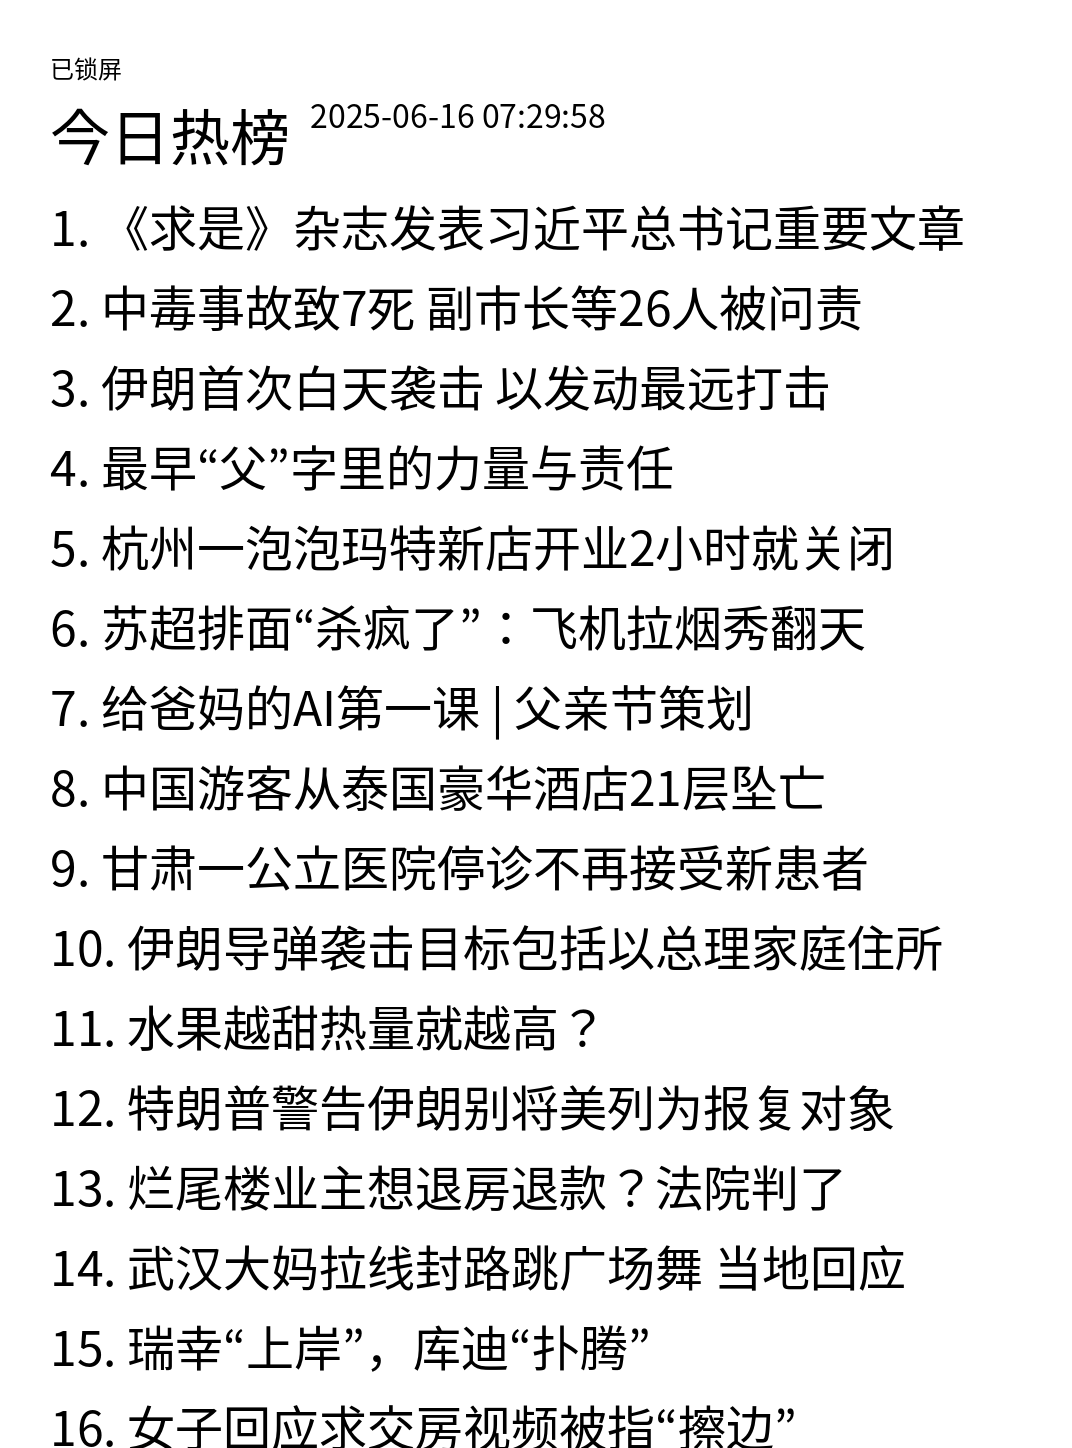 已锁屏
今日热榜 2025-06-16 07:29:58
1. 《求是》杂志发表习近平总书记重要文章
2. 中毒事故致7死 副市长等26人被问责
3. 伊朗首次白天袭击 以发动最远打击
4. 最早“父”字里的力量与责任
5. 杭州一泡泡玛特新店开业2小时就关闭
6. 苏超排面“杀疯了”：飞机拉烟秀翻天
7. 给爸妈的AI第一课 | 父亲节策划
8. 中国游客从泰国豪华酒店21层坠亡
9. 甘肃一公立医院停诊不再接受新患者
10. 伊朗导弹袭击目标包括以总理家庭住所
11. 水果越甜热量就越高？
12. 特朗普警告伊朗别将美列为报复对象
13. 烂尾楼业主想退房退款？法院判了
14. 武汉大妈拉线封路跳广场舞 当地回应
15. 瑞幸“上岸”，库迪“扑腾”
16. 女子回应求交房视频被指“擦边”